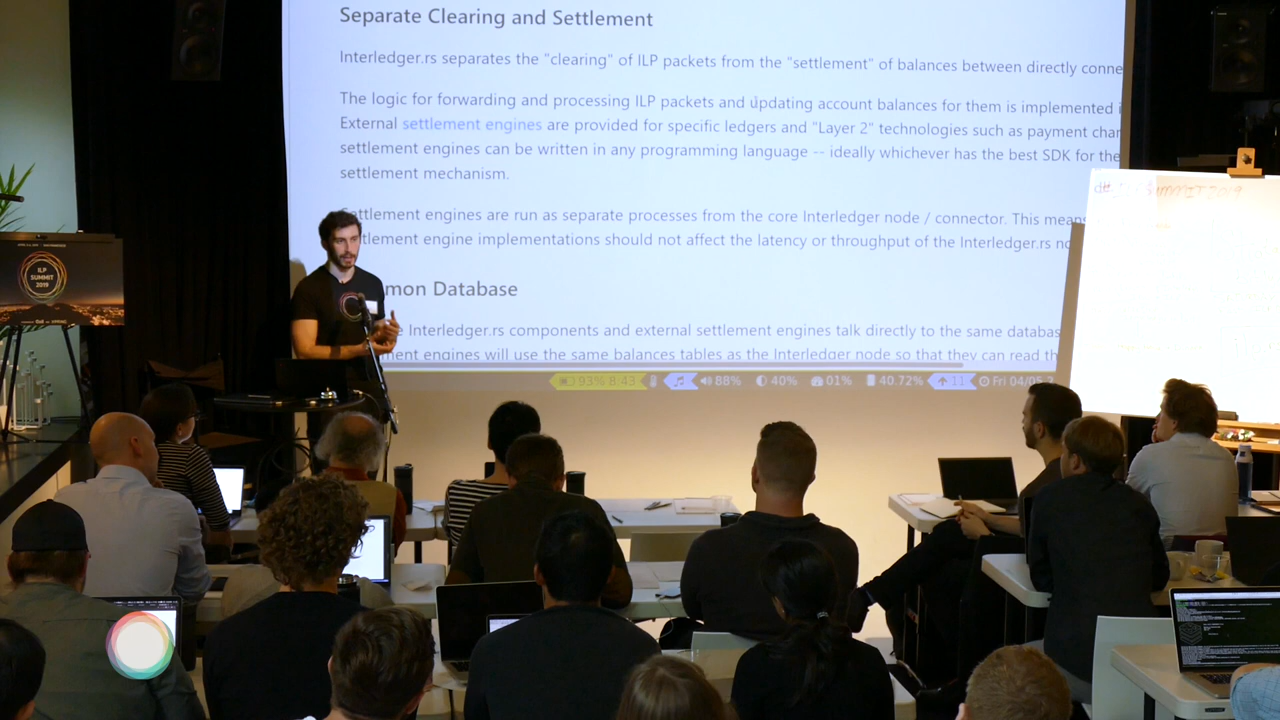 Separate Clearing and Settlement
Interledger.rs separates the "clearing" of ILP packets from the "settlement" of balances between directly conne
The logic for forwarding and processing ILP packets and updating account balances for them is implemented i
External settlement engines are provided for specific ledgers and "Layer 2" technologies such as payment chan
settlement engines can be written in any programming language -- ideally whichever has the best SDK for the
settlement mechanism.
Settlement engines are run as separate processes from the core Interledger node / connector. This means
tlement engine implementations should not affect the latency or throughput of the Interledger.rs no
mon Database
Interledger.rs components and external settlement engines talk directly to the same databas
ment engines will use the same balances tables as the Interledger node so that they can read th
93% 8:43 88% 40% 01% 40.72% 11 Fri 04/05
SUMMIT 2019
ILP
SUMMIT
2019